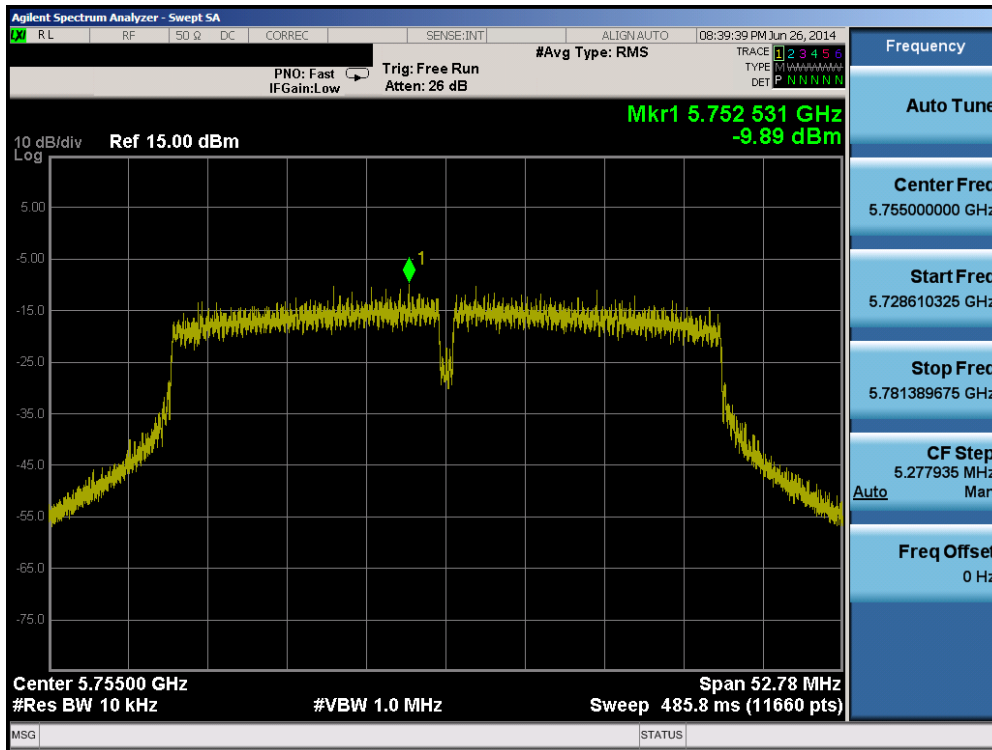 Agilent Spectrum Analyzer - Swept SA
LXI RL RF 50 Ω DC CORREC SENSE:INT ALIGN AUTO 08:39:39 PM Jun 26, 2014
#Avg Type: RMS
TRACE 1 2 3 4 5 6
PNO: Fast Trig: Free Run
TYPE M WWWWW
IFGain:Low Atten: 26 dB
DET P N N N N N
Mkr1 5.752 531 GHz
-9.89 dBm
10 dB/div Ref 15.00 dBm
Log
5.00
-5.00
1
-15.0
-25.0
-35.0
-45.0
-55.0
-65.0
-75.0
Center 5.75500 GHz Span 52.78 MHz
#Res BW 10 kHz #VBW 1.0 MHz Sweep 485.8 ms (11660 pts)
MSG STATUS
Frequency
Auto Tune
Center Freq
5.755000000 GHz
Start Freq
5.728610325 GHz
Stop Freq
5.781389675 GHz
CF Step
5.277935 MHz
Auto Man
Freq Offset
0 Hz